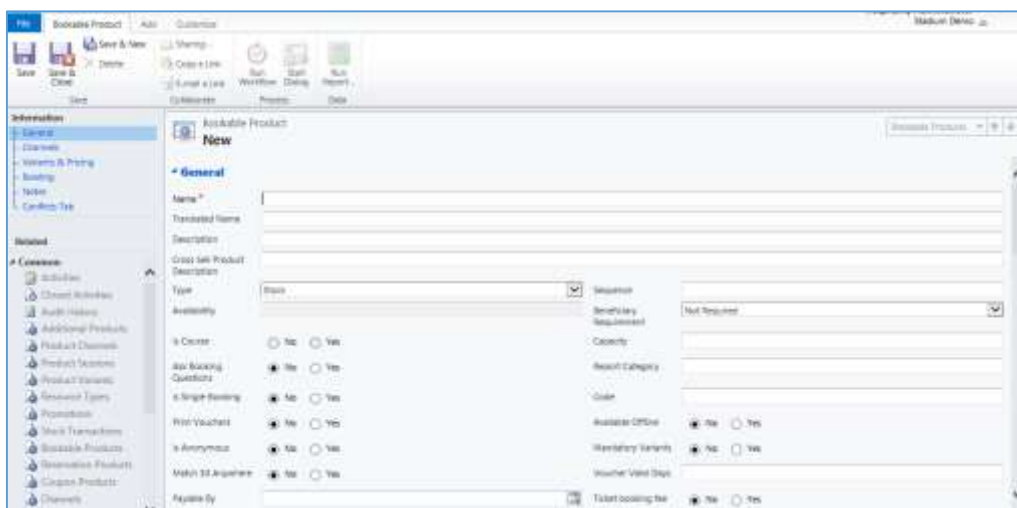 Stadium Demo
File Bookable Product Add Customize
Save Save & Close Save & New Delete
Sharing Copy a Link E-mail a Link
Run Workflow Start Dialog Run Report
Save Collaborate Process Data
Information
General
Channels
Variants & Pricing
Booking
Notes
Conflicts Tab
Related
Common
Activities
Closed Activities
Audit History
Additional Products
Product Channels
Product Sessions
Product Variants
Resource Types
Promotions
Stock Transactions
Bookable Products
Reservation Products
Coupon Products
Channels
Bookable Product
New
Bookable Products
General
Name *
Translated Name
Description
Cross Sell Product Description
Type Stock Sequence
Availability Beneficiary Requirement Not Required
Is Course No Yes Capacity
Ask Booking Questions No Yes Report Category
Is Single Booking No Yes Code
Print Vouchers No Yes Available Offline No Yes
Is Anonymous No Yes Mandatory Variants No Yes
Match Id Anywhere No Yes Voucher Valid Days
Payable By Ticket booking fee No Yes